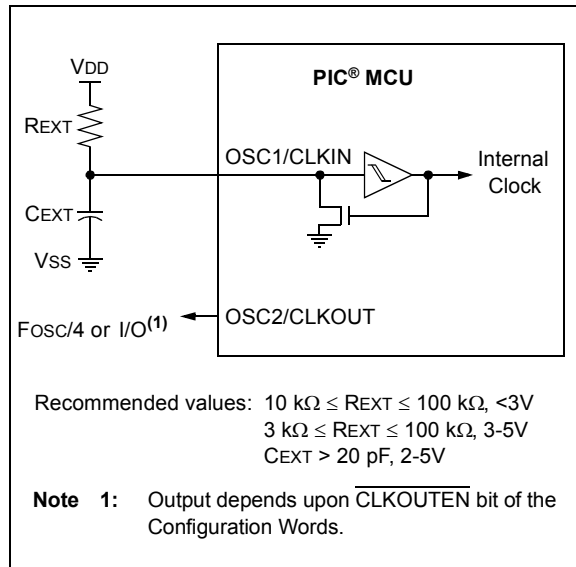 VDD
PIC® MCU
REXT
OSC1/CLKIN
Internal
Clock
CEXT
VSS
OSC2/CLKOUT
FOSC/4 or I/O(1)
Recommended values: 10 kΩ ≤ REXT ≤ 100 kΩ, <3V
3 kΩ ≤ REXT ≤ 100 kΩ, 3-5V
CEXT > 20 pF, 2-5V
Note 1: Output depends upon CLKOUTEN bit of the
Configuration Words.